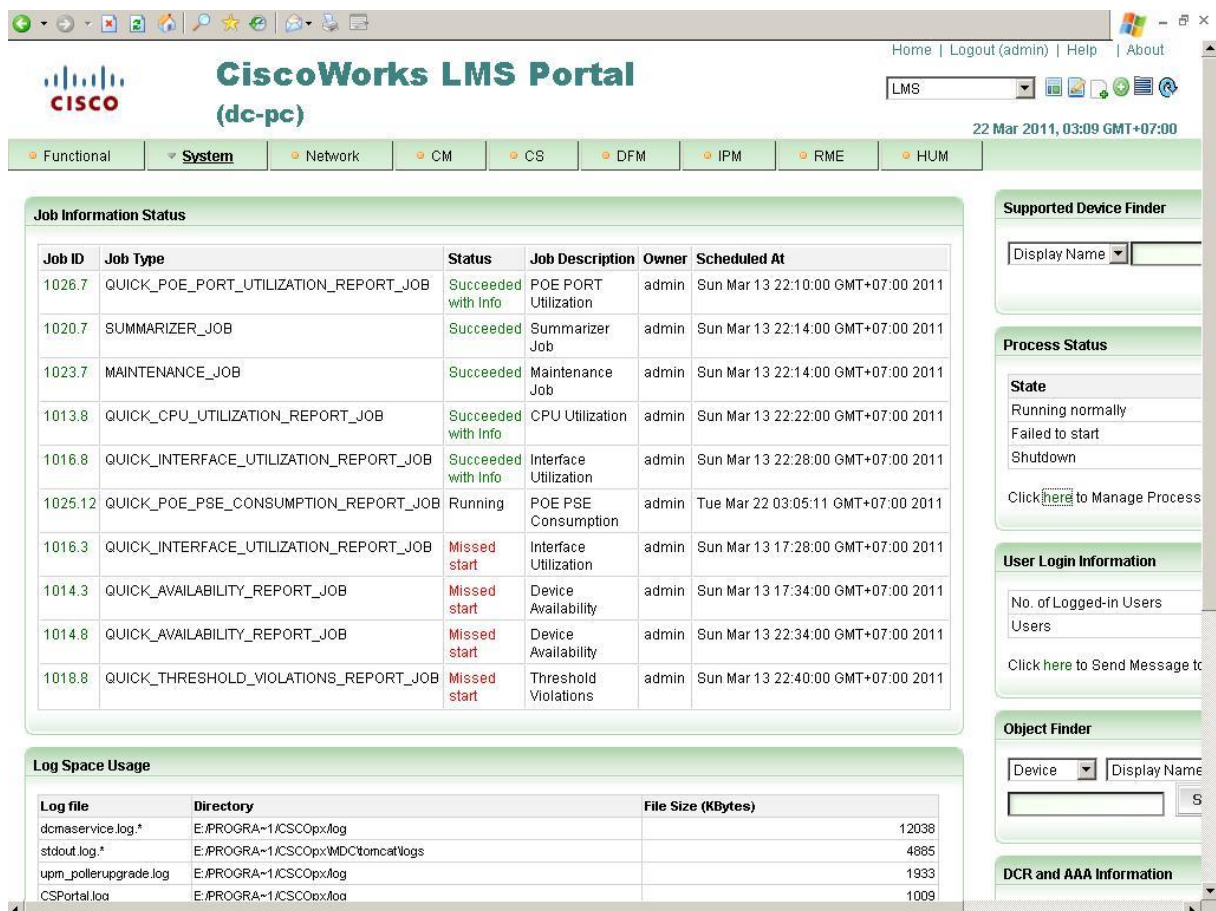 Home | Logout (admin) | Help | About
CISCO
CiscoWorks LMS Portal
(dc-pc)
LMS
22 Mar 2011, 03:09 GMT+07:00
Functional System Network CM CS DFM IPM RME HUM
Job Information Status
Job ID Job Type Status Job Description Owner Scheduled At
1026.7 QUICK_POE_PORT_UTILIZATION_REPORT_JOB Succeeded with Info POE PORT Utilization admin Sun Mar 13 22:10:00 GMT+07:00 2011
1020.7 SUMMARIZER_JOB Succeeded Summarizer Job admin Sun Mar 13 22:14:00 GMT+07:00 2011
1023.7 MAINTENANCE_JOB Succeeded Maintenance Job admin Sun Mar 13 22:14:00 GMT+07:00 2011
1013.8 QUICK_CPU_UTILIZATION_REPORT_JOB Succeeded with Info CPU Utilization admin Sun Mar 13 22:22:00 GMT+07:00 2011
1016.8 QUICK_INTERFACE_UTILIZATION_REPORT_JOB Succeeded with Info Interface Utilization admin Sun Mar 13 22:28:00 GMT+07:00 2011
1025.12 QUICK_POE_PSE_CONSUMPTION_REPORT_JOB Running POE PSE Consumption admin Tue Mar 22 03:05:11 GMT+07:00 2011
1016.3 QUICK_INTERFACE_UTILIZATION_REPORT_JOB Missed start Interface Utilization admin Sun Mar 13 17:28:00 GMT+07:00 2011
1014.3 QUICK_AVAILABILITY_REPORT_JOB Missed start Device Availability admin Sun Mar 13 17:34:00 GMT+07:00 2011
1014.8 QUICK_AVAILABILITY_REPORT_JOB Missed start Device Availability admin Sun Mar 13 22:34:00 GMT+07:00 2011
1018.8 QUICK_THRESHOLD_VIOLATIONS_REPORT_JOB Missed start Threshold Violations admin Sun Mar 13 22:40:00 GMT+07:00 2011
Log Space Usage
Log file Directory File Size (KBytes)
dcmaservice.log.* E:/PROGRA~1/CSCOpx/log 12038
stdout.log.* E:/PROGRA~1/CSCOpx\MDC\tomcat\logs 4885
upm_pollerupgrade.log E:/PROGRA~1/CSCOpx/log 1933
CSPortal.log E:/PROGRA~1/CSCOpx/log 1009
Supported Device Finder
Display Name
Process Status
State
Running normally
Failed to start
Shutdown
Click here to Manage Process
User Login Information
No. of Logged-in Users
Users
Click here to Send Message to
Object Finder
Device Display Name
S
DCR and AAA Information